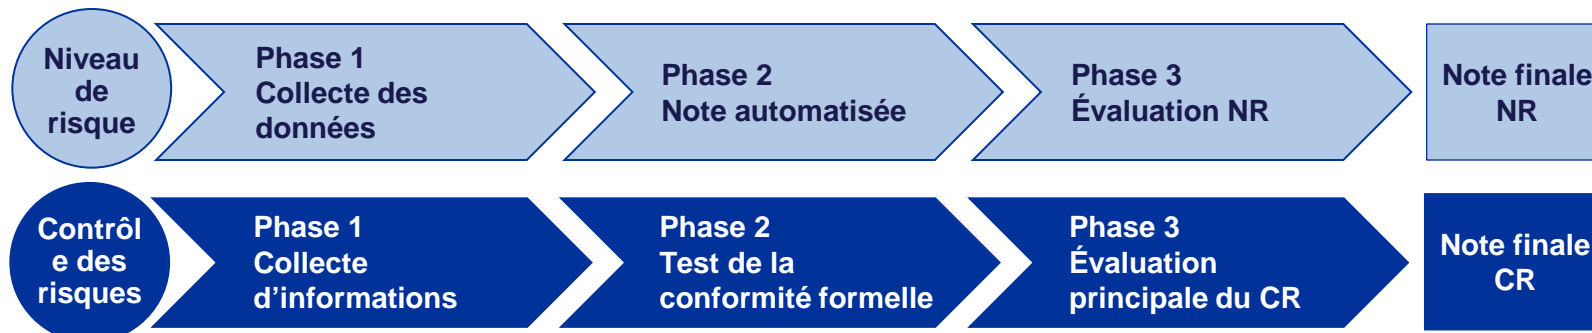 Niveau
de
risque
Phase 1
Collecte des
données
Phase 2
Note automatisée
Phase 3
Évaluation NR
Note finale
NR
Contrôl
e des
risques
Phase 1
Collecte
d’informations
Phase 2
Test de la
conformité formelle
Phase 3
Évaluation
principale du CR
Note finale
CR